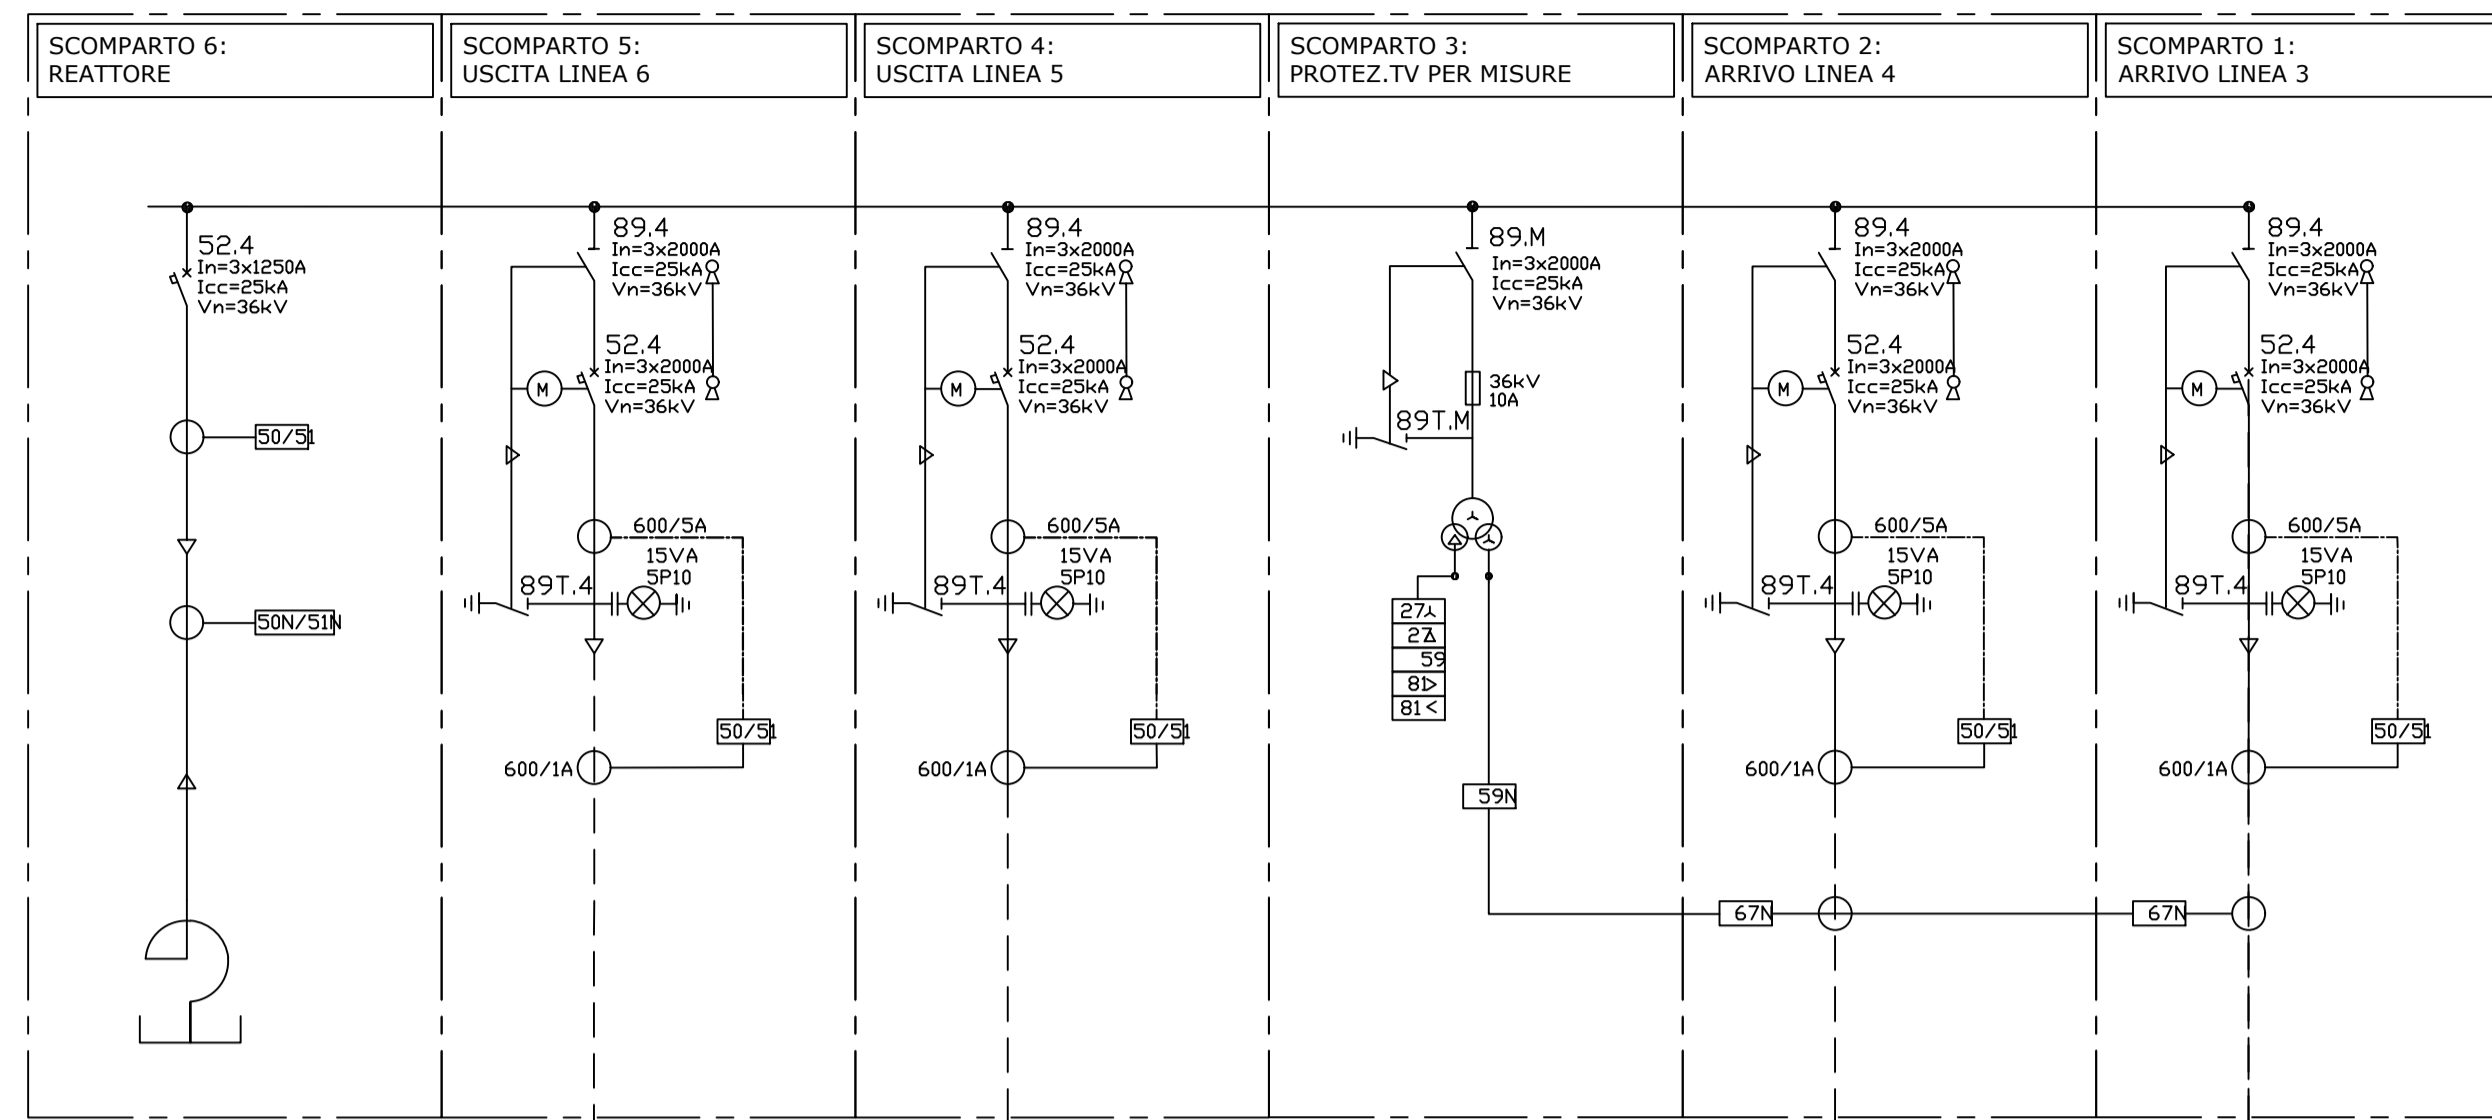 SCOMPARTO 6:
REATTORE
SCOMPARTO 5:
USCITA LINEA 6
SCOMPARTO 4:
USCITA LINEA 5
SCOMPARTO 3:
PROTEZ.TV PER MISURE
SCOMPARTO 2:
ARRIVO LINEA 4
SCOMPARTO 1:
ARRIVO LINEA 3
52.4
In=3x1250A
Icc=25kA
Vn=36kV
50/51
50N/51N
89.4
In=3x2000A
Icc=25kA
Vn=36kV
52.4
In=3x2000A
Icc=25kA
Vn=36kV
M
600/5A
15VA
5P10
89T.4
50/51
600/1A
89.4
In=3x2000A
Icc=25kA
Vn=36kV
52.4
In=3x2000A
Icc=25kA
Vn=36kV
M
600/5A
15VA
5P10
89T.4
50/51
600/1A
89.M
In=3x2000A
Icc=25kA
Vn=36kV
36kV
10A
89T.M
27
27
59
81>
81<
59N
89.4
In=3x2000A
Icc=25kA
Vn=36kV
52.4
In=3x2000A
Icc=25kA
Vn=36kV
M
600/5A
15VA
5P10
89T.4
50/51
600/1A
67N
89.4
In=3x2000A
Icc=25kA
Vn=36kV
52.4
In=3x2000A
Icc=25kA
Vn=36kV
M
600/5A
15VA
5P10
89T.4
50/51
600/1A
67N